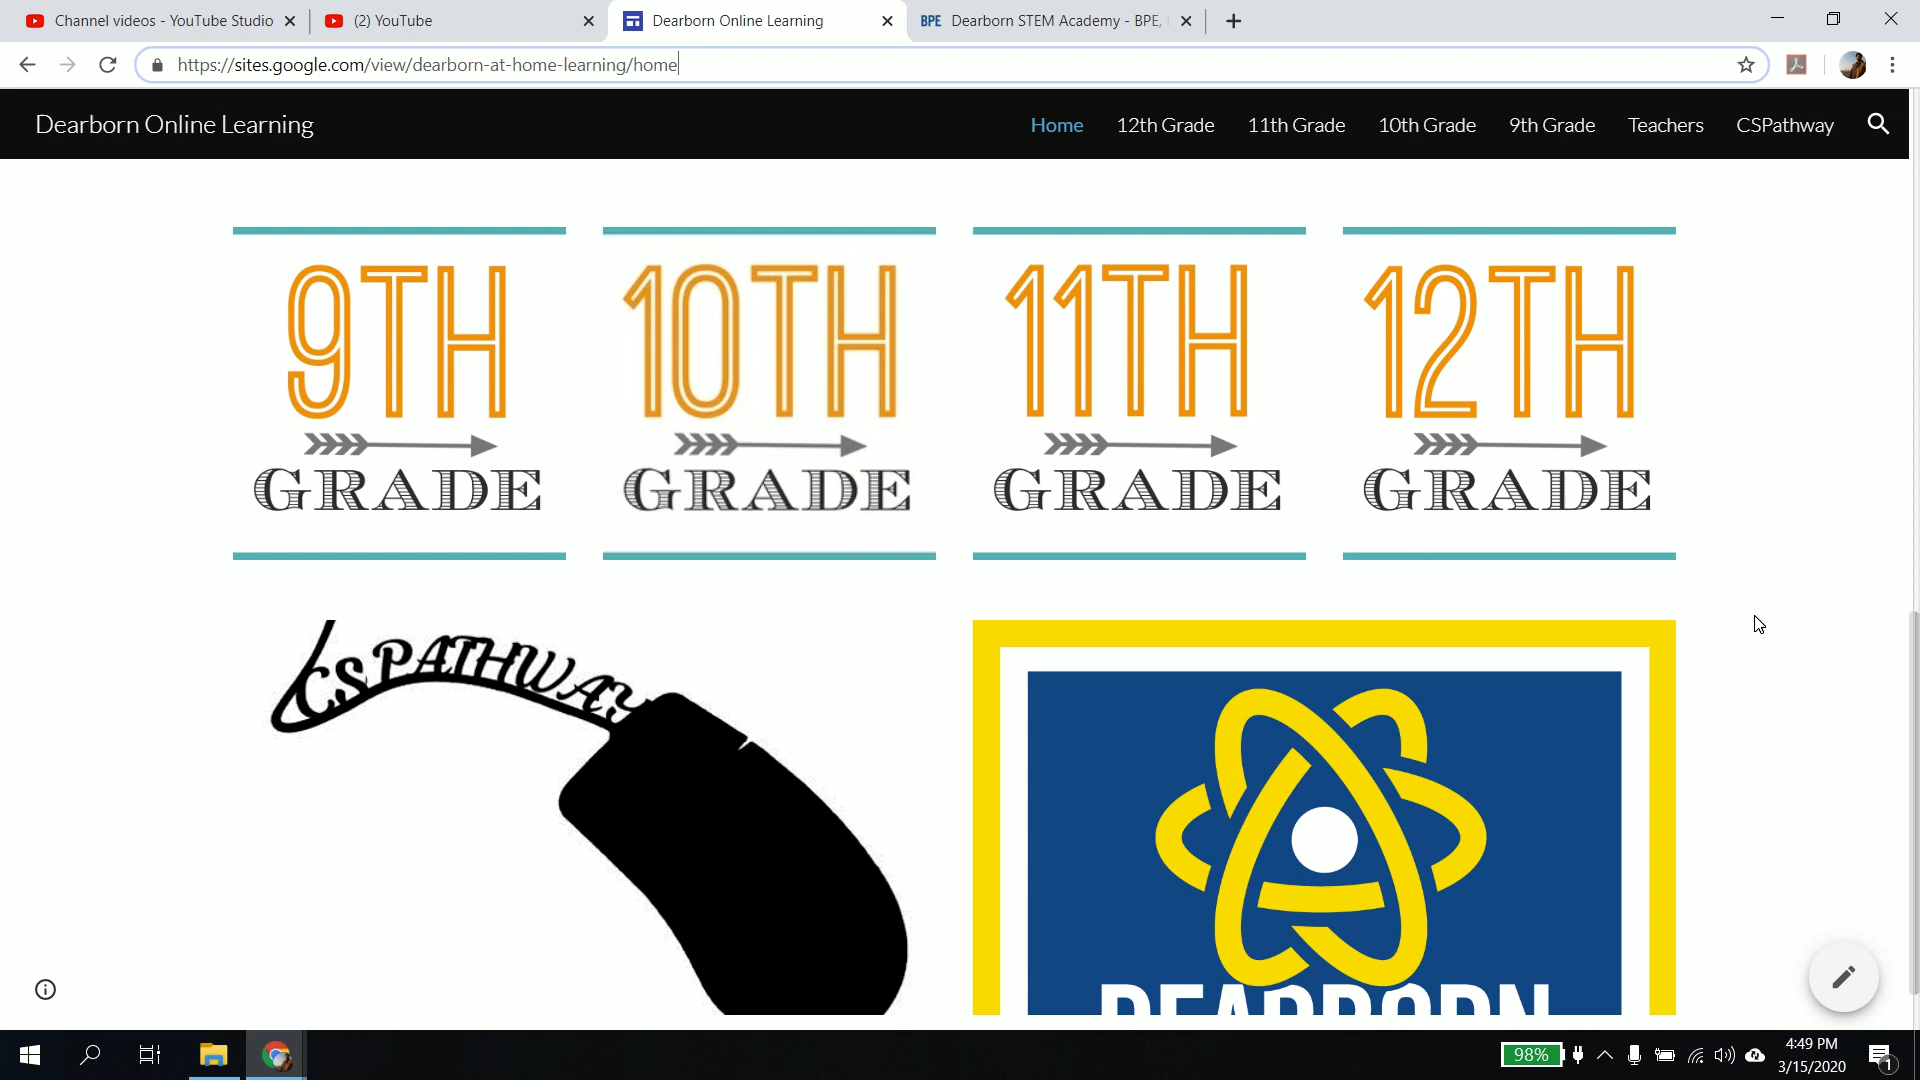 Channel videos - YouTube Studio
(2) YouTube
Dearborn Online Learning
BPE Dearborn STEM Academy - BPE,
https://sites.google.com/view/dearborn-at-home-learning/home
Dearborn Online Learning
Home
12th Grade
11th Grade
10th Grade
9th Grade
Teachers
CSPathway
9TH
GRADE
10TH
GRADE
11TH
GRADE
12TH
GRADE
CSPATHWAY
DEARBORN
98%
4:49 PM
3/15/2020
1